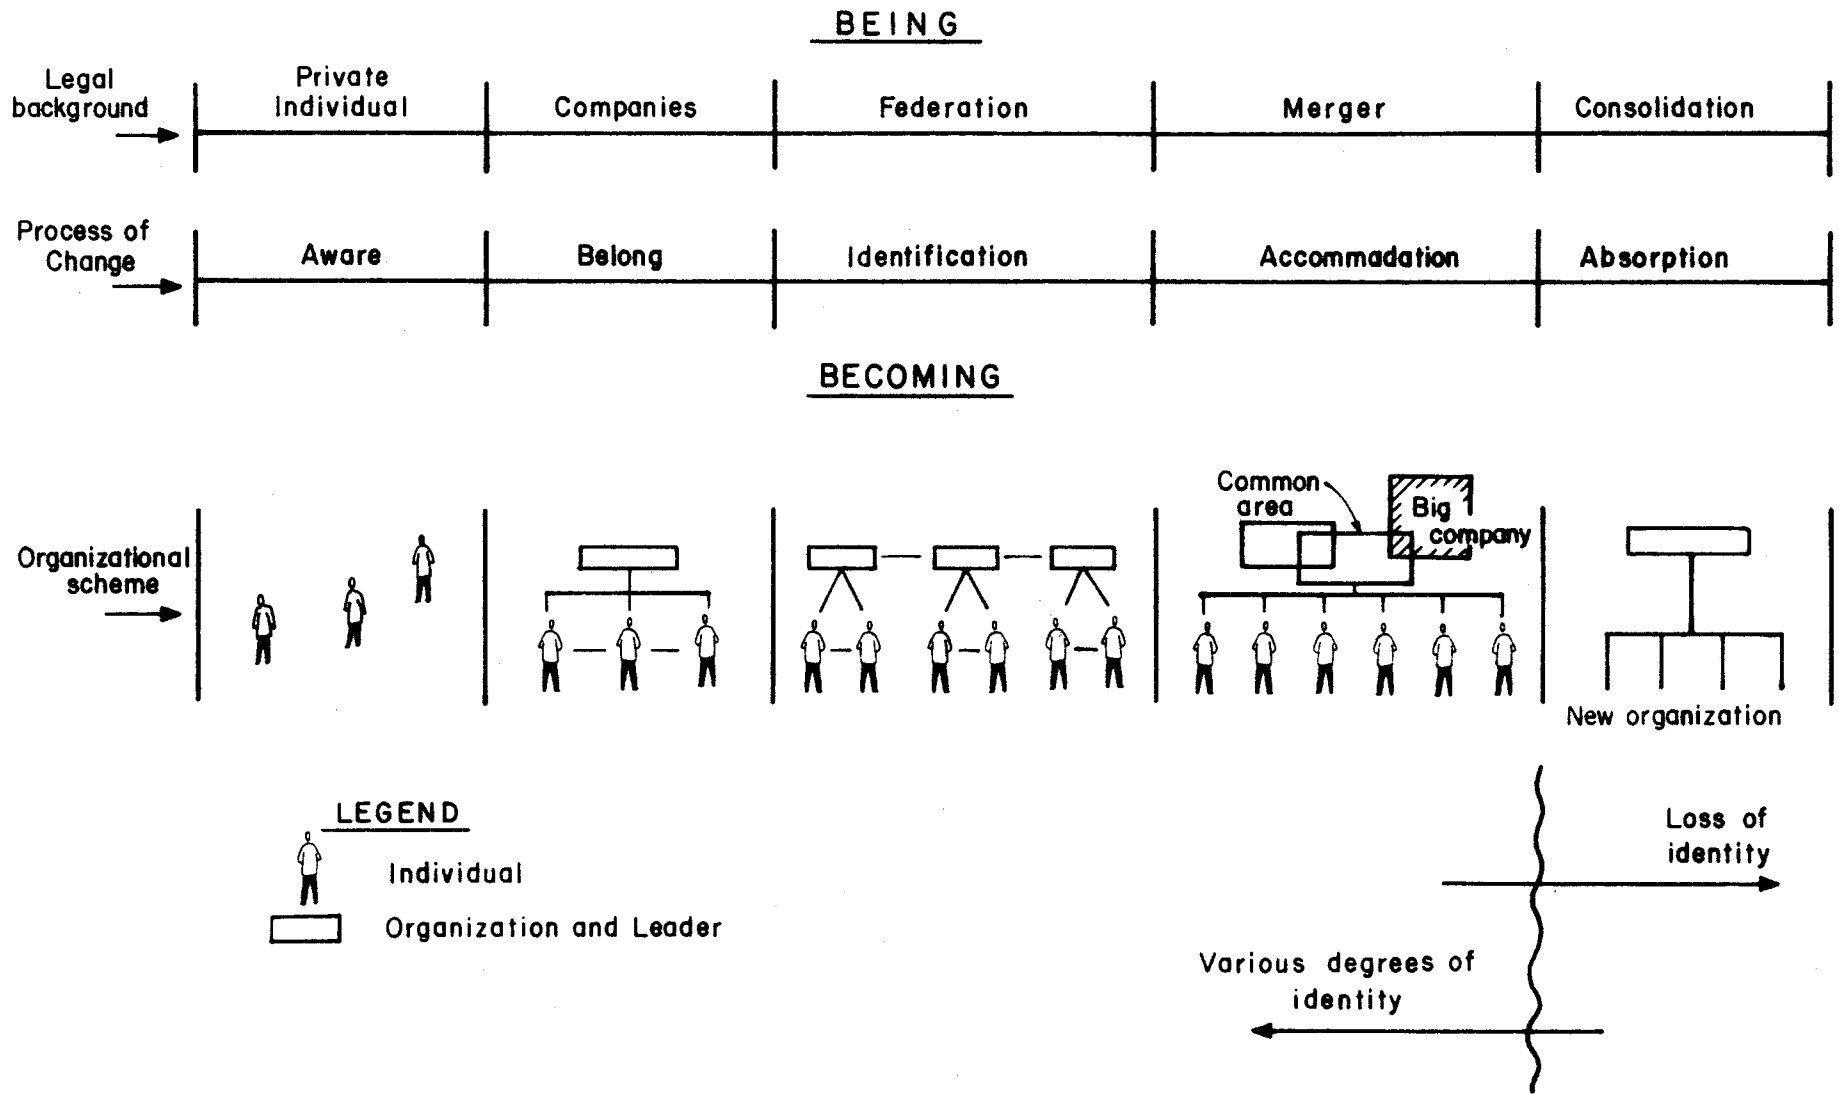 BEING
Legal
background
Private
Individual
Companies
Federation
Merger
Consolidation
Process of
Change
Aware
Belong
Identification
Accommadation
Absorption
BECOMING
Organizational
scheme
Common
area
Big
company
New organization
LEGEND
Individual
Organization and Leader
Loss of
identity
Various degrees of
identity